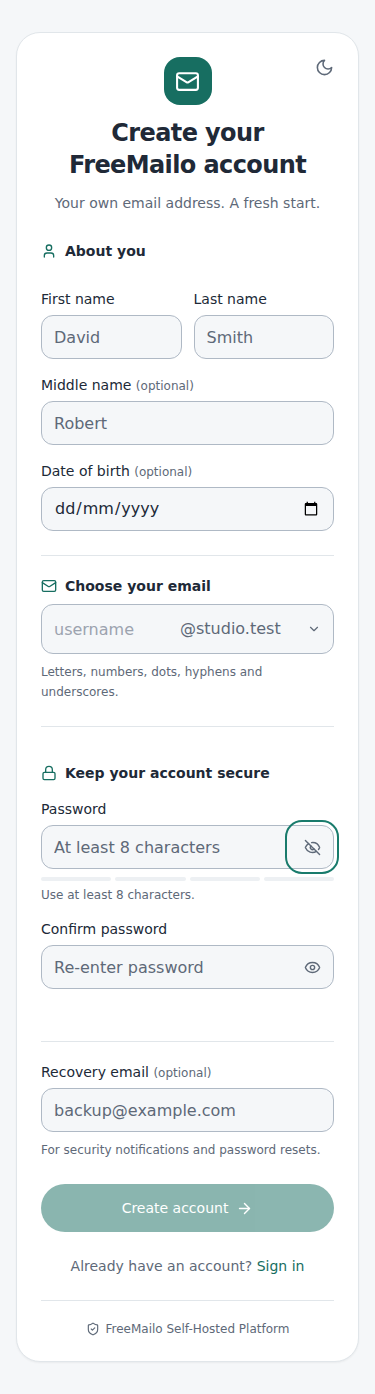 Create your
FreeMailo account
Your own email address. A fresh start.
About you
First name Last name
David Smith
Middle name (optional)
Robert
Date of birth (optional)
dd/mm/yyyy
Choose your email
username @studio.test
Letters, numbers, dots, hyphens and
underscores.
Keep your account secure
Password
At least 8 characters
Use at least 8 characters.
Confirm password
Re-enter password
Recovery email (optional)
backup@example.com
For security notifications and password resets.
Create account
Already have an account? Sign in
FreeMailo Self-Hosted Platform